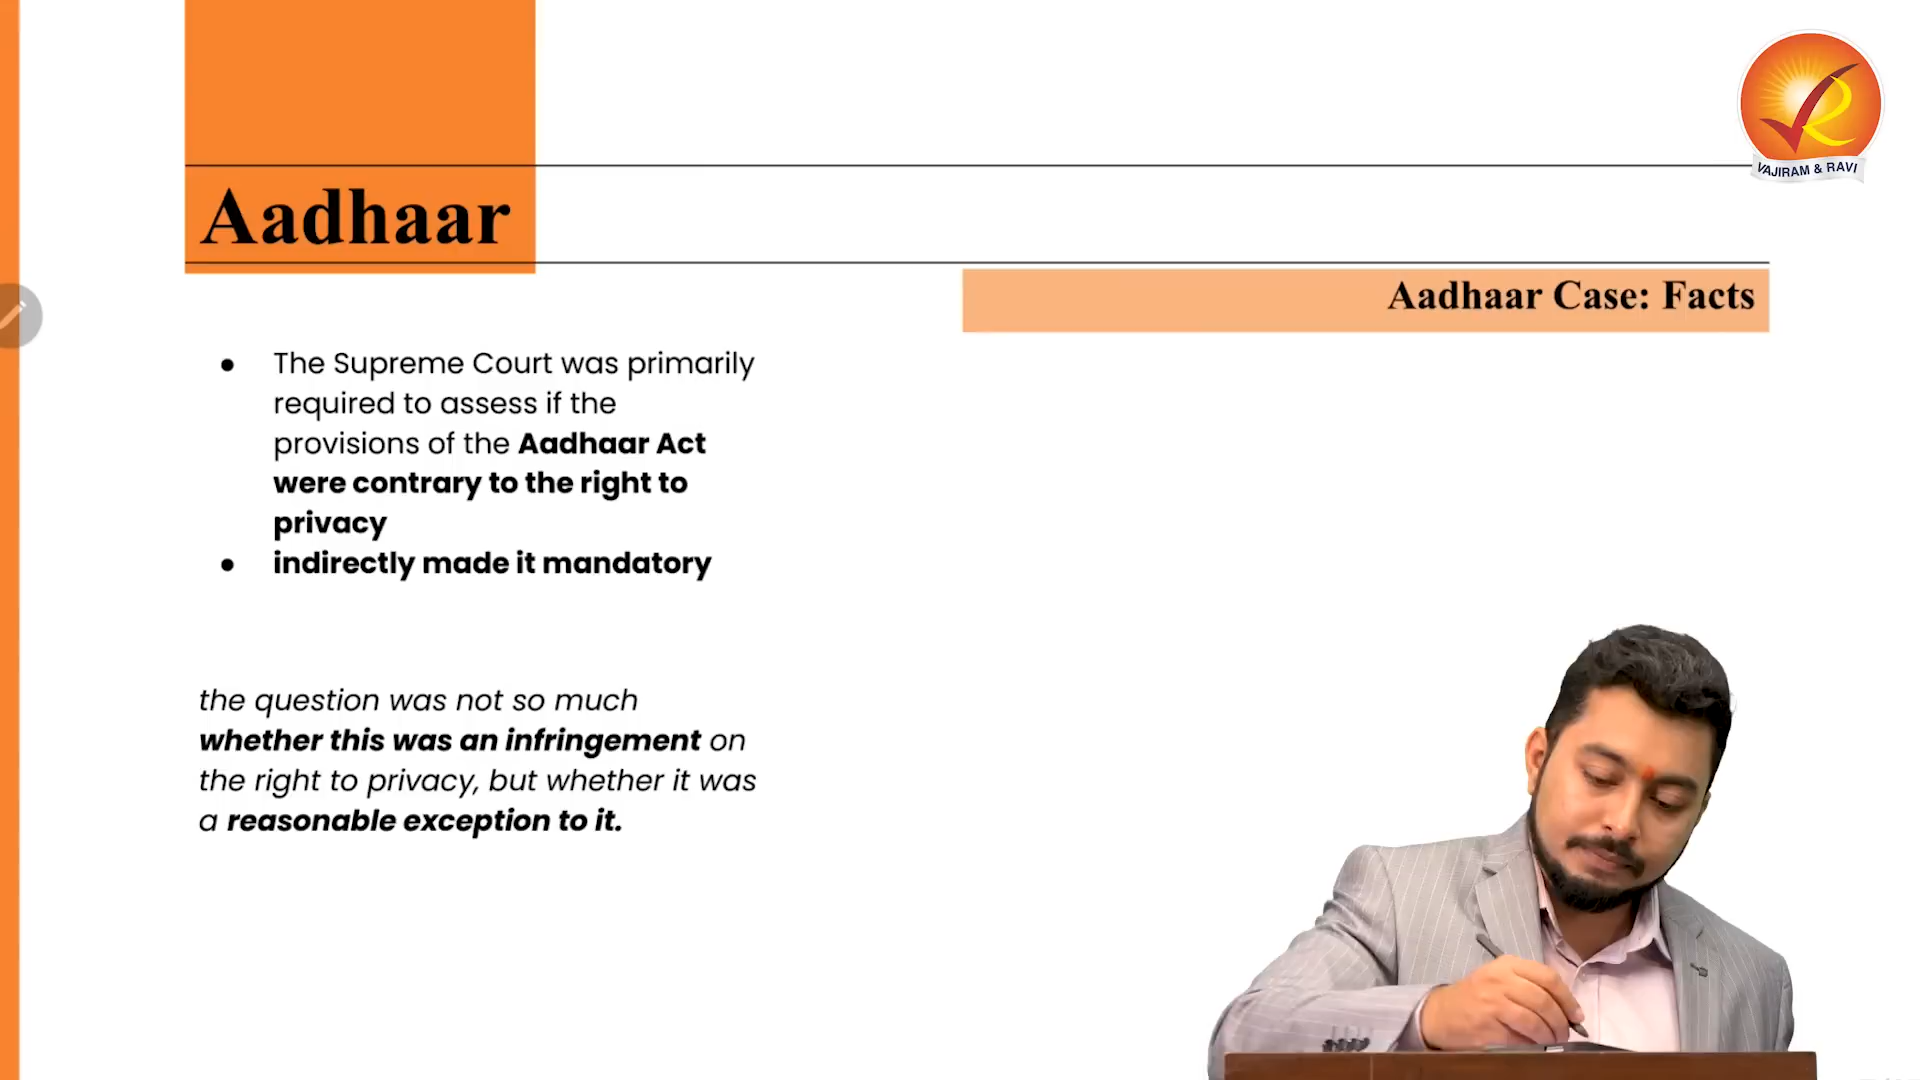 VAJIRAM & RAVI
Aadhaar
Aadhaar Case: Facts
● The Supreme Court was primarily
required to assess if the
provisions of the Aadhaar Act
were contrary to the right to
privacy
● indirectly made it mandatory
the question was not so much
whether this was an infringement on
the right to privacy, but whether it was
a reasonable exception to it.